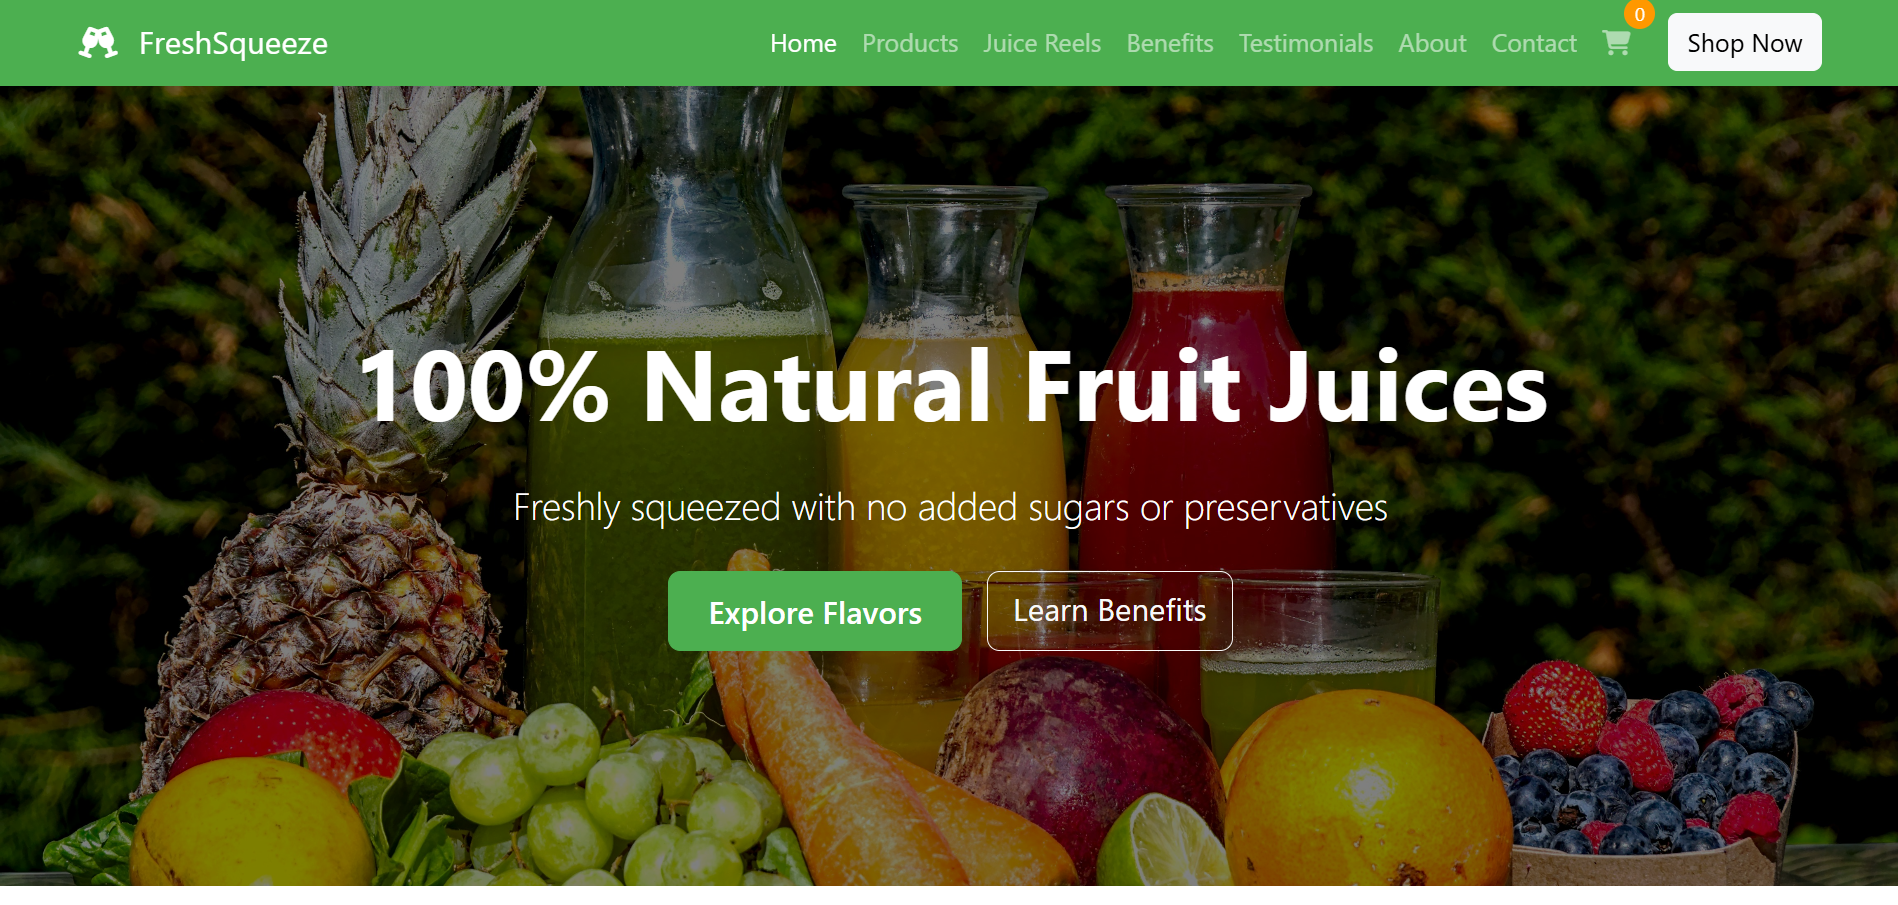 FreshSqueeze
Home Products Juice Reels Benefits Testimonials About Contact 0 Shop Now
100% Natural Fruit Juices
Freshly squeezed with no added sugars or preservatives
Explore Flavors Learn Benefits